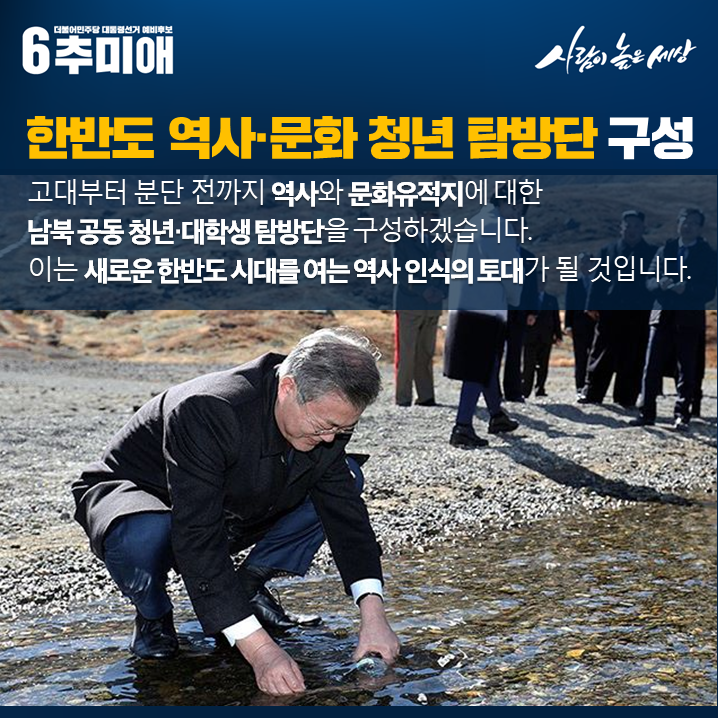 더불어민주당 대통령선거 예비후보
6 추미애
사람이 높은 세상
한반도 역사·문화 청년 탐방단 구성
고대부터 분단 전까지 역사와 문화유적지에 대한
남북 공동 청년·대학생 탐방단을 구성하겠습니다.
이는 새로운 한반도 시대를 여는 역사 인식의 토대가 될 것입니다.